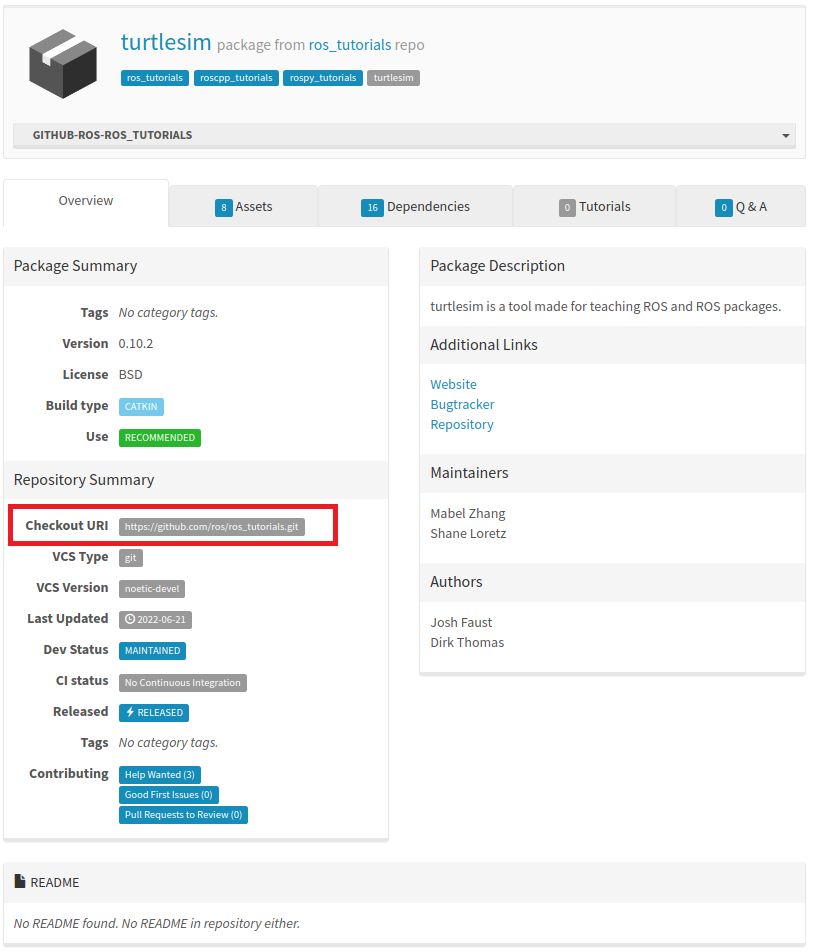 turtlesim package from ros_tutorials repo
ros_tutorials roscpp_tutorials rospy_tutorials turtlesim
GITHUB-ROS-ROS_TUTORIALS
Overview 8 Assets 16 Dependencies 0 Tutorials 0 Q & A
Package Summary
Tags No category tags.
Version 0.10.2
License BSD
Build type CATKIN
Use RECOMMENDED
Repository Summary
Checkout URI https://github.com/ros/ros_tutorials.git
VCS Type git
VCS Version noetic-devel
Last Updated 2022-06-21
Dev Status MAINTAINED
CI status No Continuous Integration
Released RELEASED
Tags No category tags.
Contributing Help Wanted (3)
Good First Issues (0)
Pull Requests to Review (0)
Package Description
turtlesim is a tool made for teaching ROS and ROS packages.
Additional Links
Website
Bugtracker
Repository
Maintainers
Mabel Zhang
Shane Loretz
Authors
Josh Faust
Dirk Thomas
README
No README found. No README in repository either.